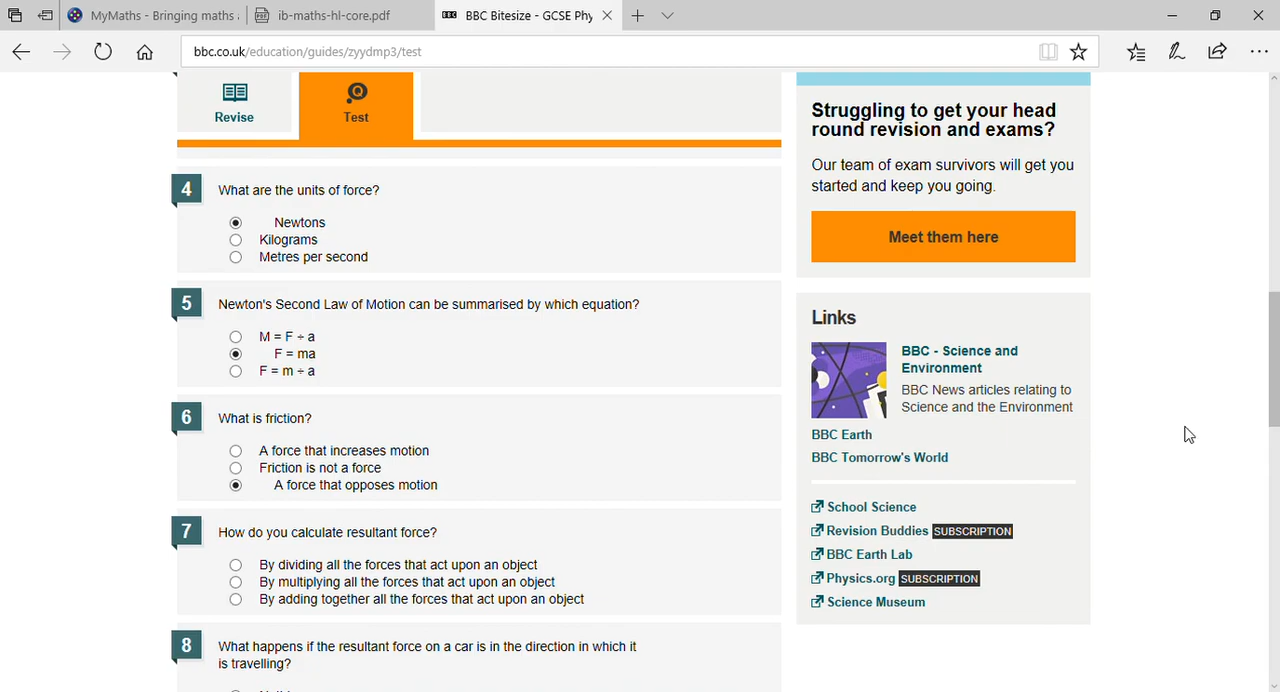 MyMaths - Bringing maths
ib-maths-hl-core.pdf
BBC Bitesize - GCSE Phy
bbc.co.uk/education/guides/zyydmp3/test
Revise
Test
4
What are the units of force?
Newtons
Kilograms
Metres per second
5
Newton's Second Law of Motion can be summarised by which equation?
M = F ÷ a
F = ma
F = m ÷ a
6
What is friction?
A force that increases motion
Friction is not a force
A force that opposes motion
7
How do you calculate resultant force?
By dividing all the forces that act upon an object
By multiplying all the forces that act upon an object
By adding together all the forces that act upon an object
8
What happens if the resultant force on a car is in the direction in which it
is travelling?
Struggling to get your head
round revision and exams?
Our team of exam survivors will get you
started and keep you going.
Meet them here
Links
BBC - Science and
Environment
BBC News articles relating to
Science and the Environment
BBC Earth
BBC Tomorrow's World
School Science
Revision Buddies SUBSCRIPTION
BBC Earth Lab
Physics.org SUBSCRIPTION
Science Museum